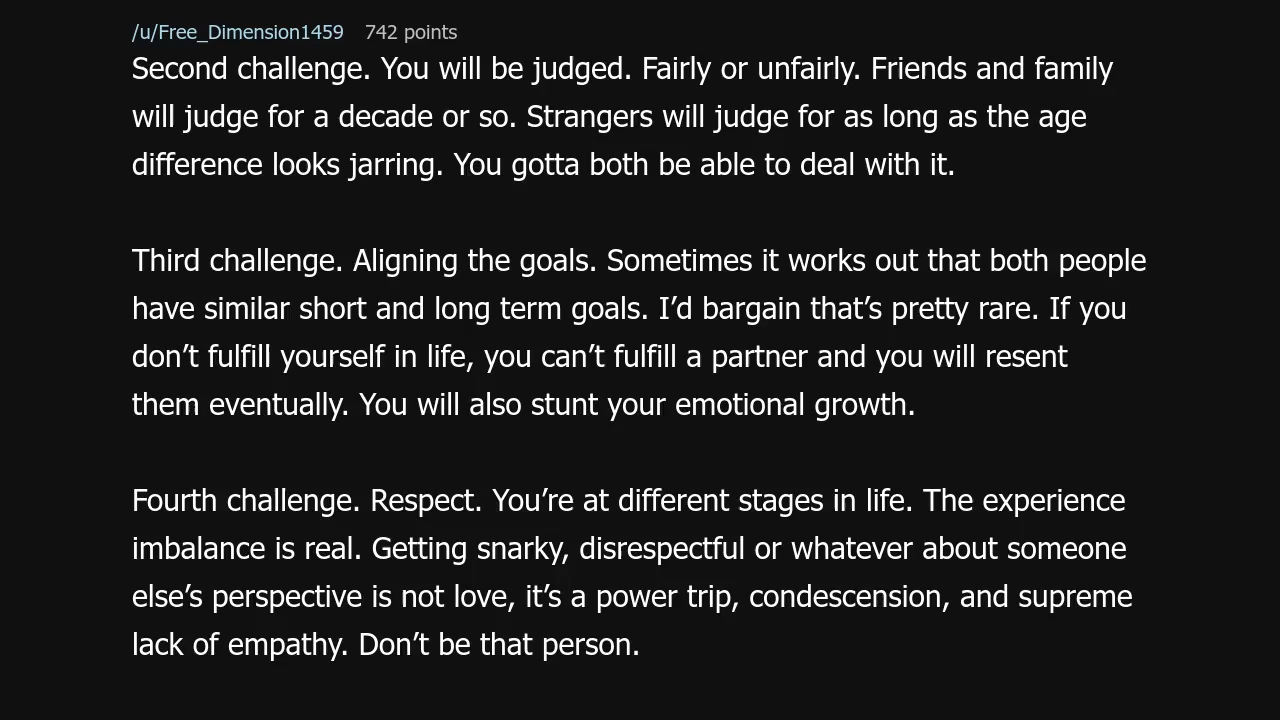 /u/Free_Dimension1459 742 points
Second challenge. You will be judged. Fairly or unfairly. Friends and family
will judge for a decade or so. Strangers will judge for as long as the age
difference looks jarring. You gotta both be able to deal with it.
Third challenge. Aligning the goals. Sometimes it works out that both people
have similar short and long term goals. I’d bargain that’s pretty rare. If you
don’t fulfill yourself in life, you can’t fulfill a partner and you will resent
them eventually. You will also stunt your emotional growth.
Fourth challenge. Respect. You’re at different stages in life. The experience
imbalance is real. Getting snarky, disrespectful or whatever about someone
else’s perspective is not love, it’s a power trip, condescension, and supreme
lack of empathy. Don’t be that person.